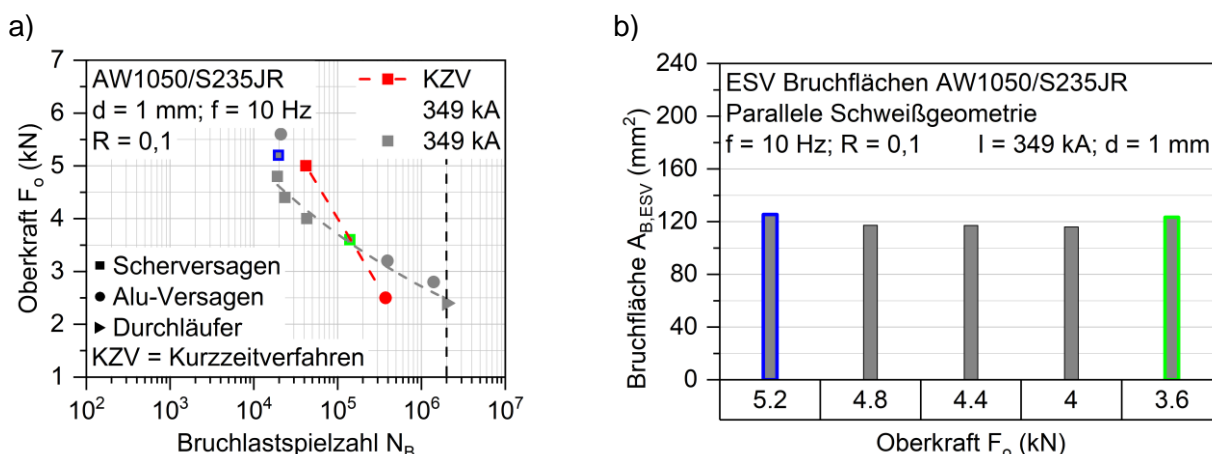 a)
7
6
5
4
3
2
1
Oberkraft Fₒ (kN)
AW1050/S235JR
d = 1 mm; f = 10 Hz
R = 0,1
KZV
349 kA
349 kA
Scherversagen
Alu-Versagen
Durchläufer
KZV = Kurzzeitverfahren
10² 10³ 10⁴ 10⁵ 10⁶ 10⁷
Bruchlastspielzahl N_B
b)
240
200
160
120
80
40
0
Bruchfläche A_B,ESV (mm²)
ESV Bruchflächen AW1050/S235JR
Parallele Schweißgeometrie
f = 10 Hz; R = 0,1 I = 349 kA; d = 1 mm
5.2 4.8 4.4 4 3.6
Oberkraft Fₒ (kN)